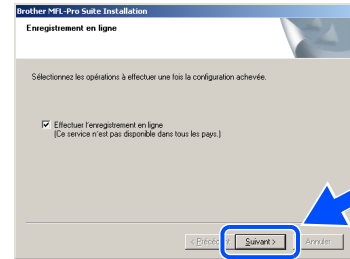 Brother MFL-Pro Suite Installation
Enregistrement en ligne
Sélectionnez les opérations à effectuer une fois la configuration achevée.
Effectuer l'enregistrement en ligne
(Ce service n'est pas disponible dans tous les pays.)
< Précédent Suivant > Annuler